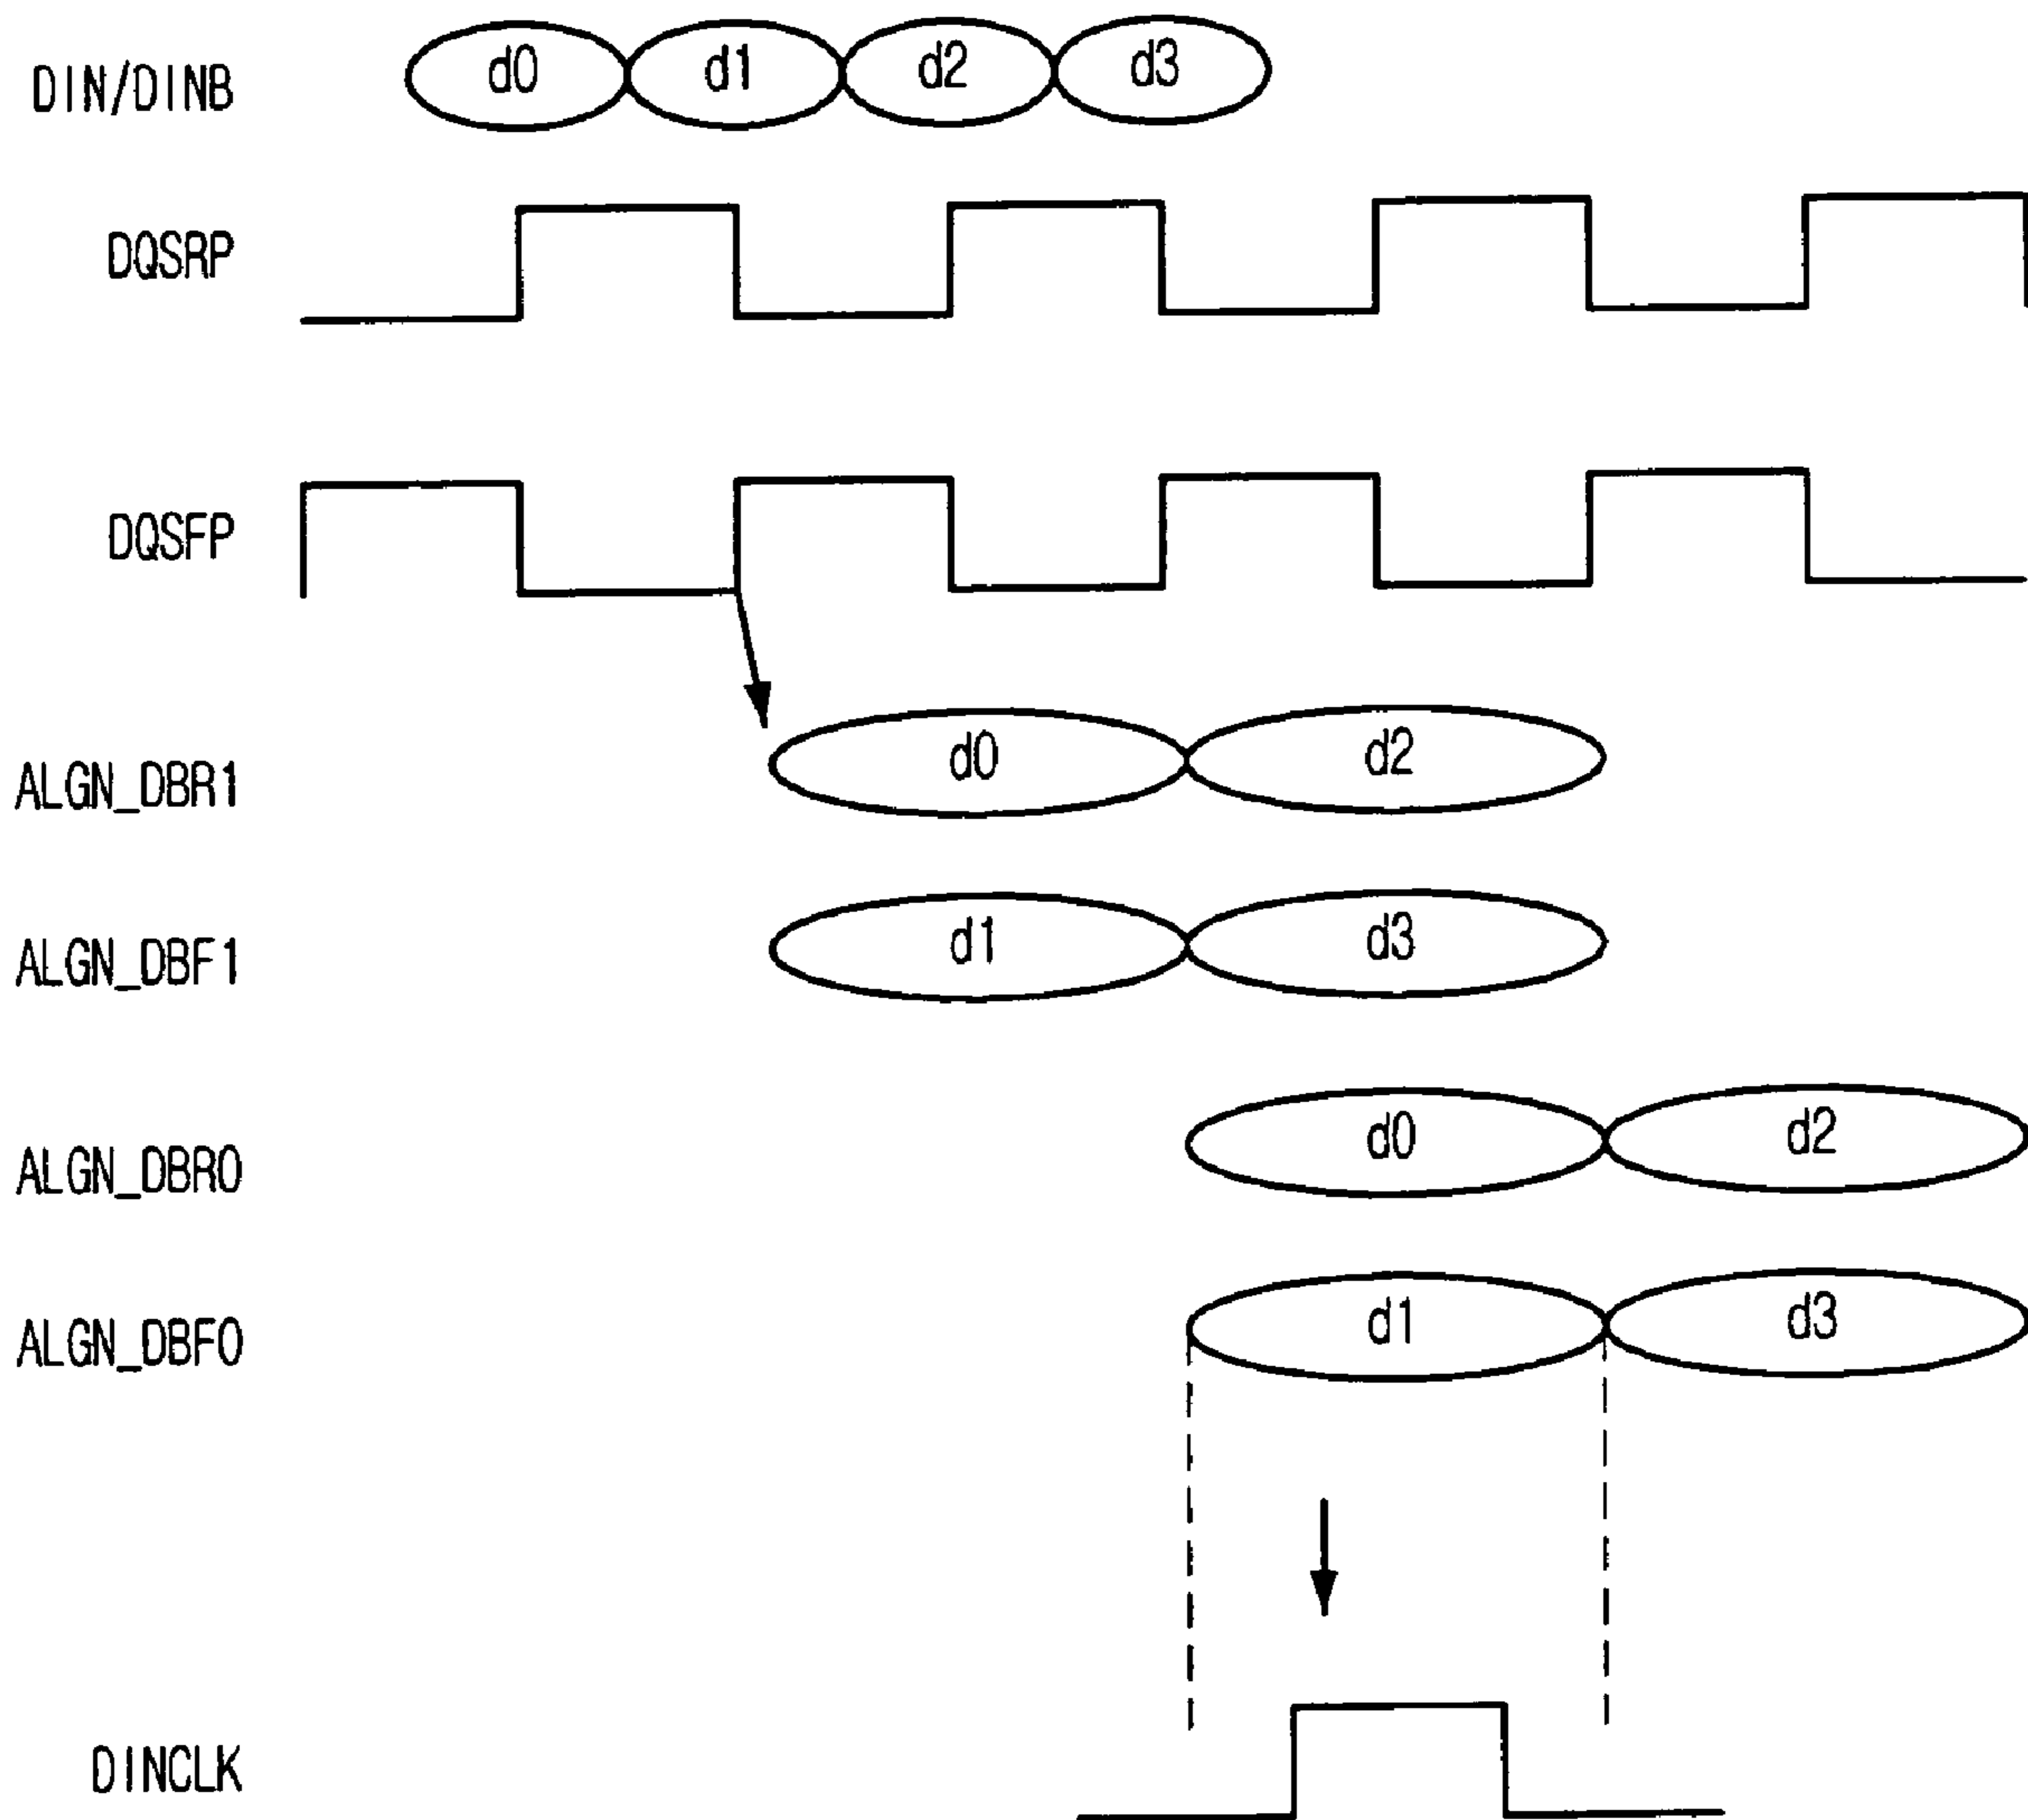 DIN/DINB d0 d1 d2 d3
DQSRP
DQSFP
ALGN_DBR1 d0 d2
ALGN_DBF1 d1 d3
ALGN_DBR0 d0 d2
ALGN_DBF0 d1 d3
DINCLK